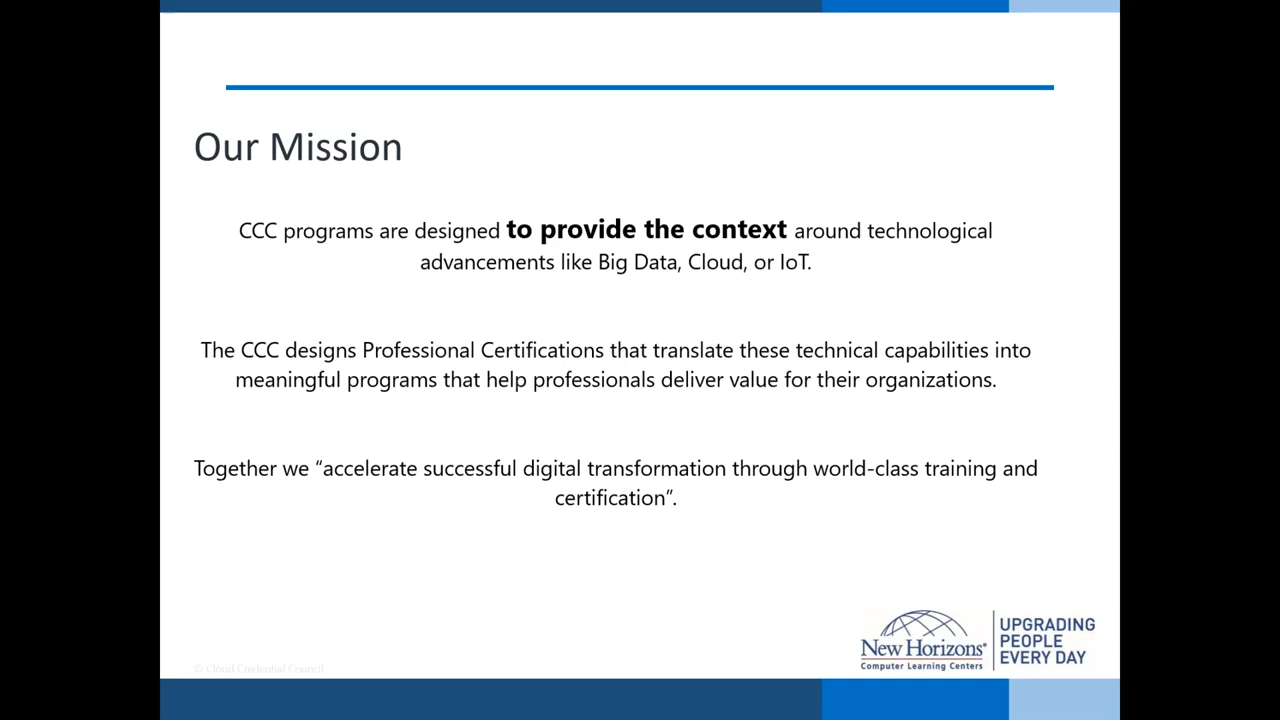 Our Mission
CCC programs are designed to provide the context around technological
advancements like Big Data, Cloud, or IoT.
The CCC designs Professional Certifications that translate these technical capabilities into
meaningful programs that help professionals deliver value for their organizations.
Together we “accelerate successful digital transformation through world-class training and
certification”.
© Cloud Credential Council
New Horizons®
Computer Learning Centers
UPGRADING
PEOPLE
EVERY DAY